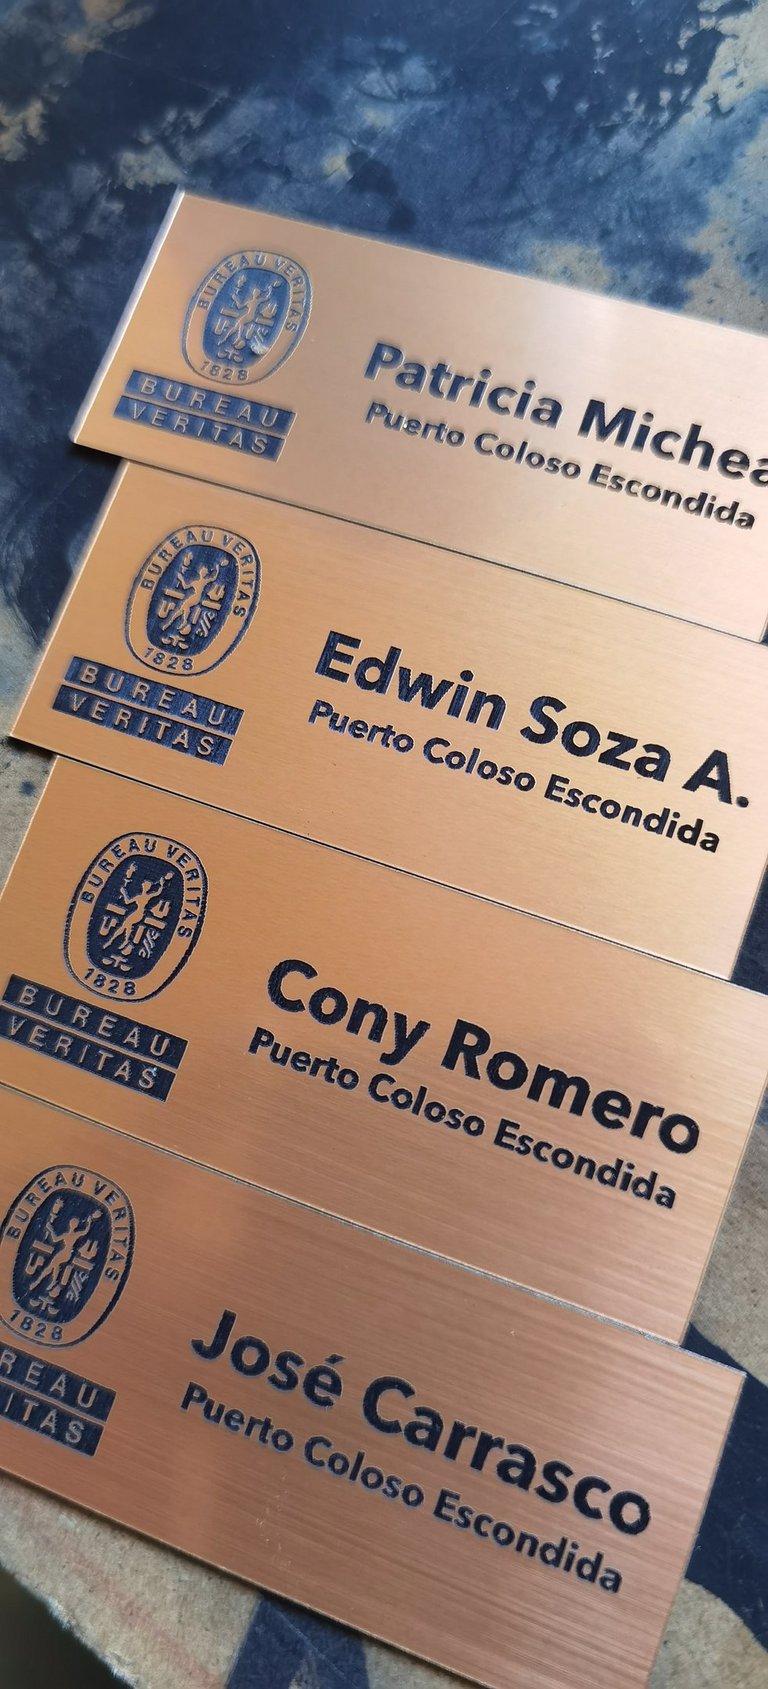 BUREAU VERITAS
1828
BUREAU
VERITAS
Patricia Michea
Puerto Coloso Escondida
BUREAU VERITAS
1828
BUREAU
VERITAS
Edwin Soza A.
Puerto Coloso Escondida
BUREAU VERITAS
1828
BUREAU
VERITAS
Cony Romero
Puerto Coloso Escondida
BUREAU VERITAS
1828
REAU
ITAS
José Carrasco
Puerto Coloso Escondida